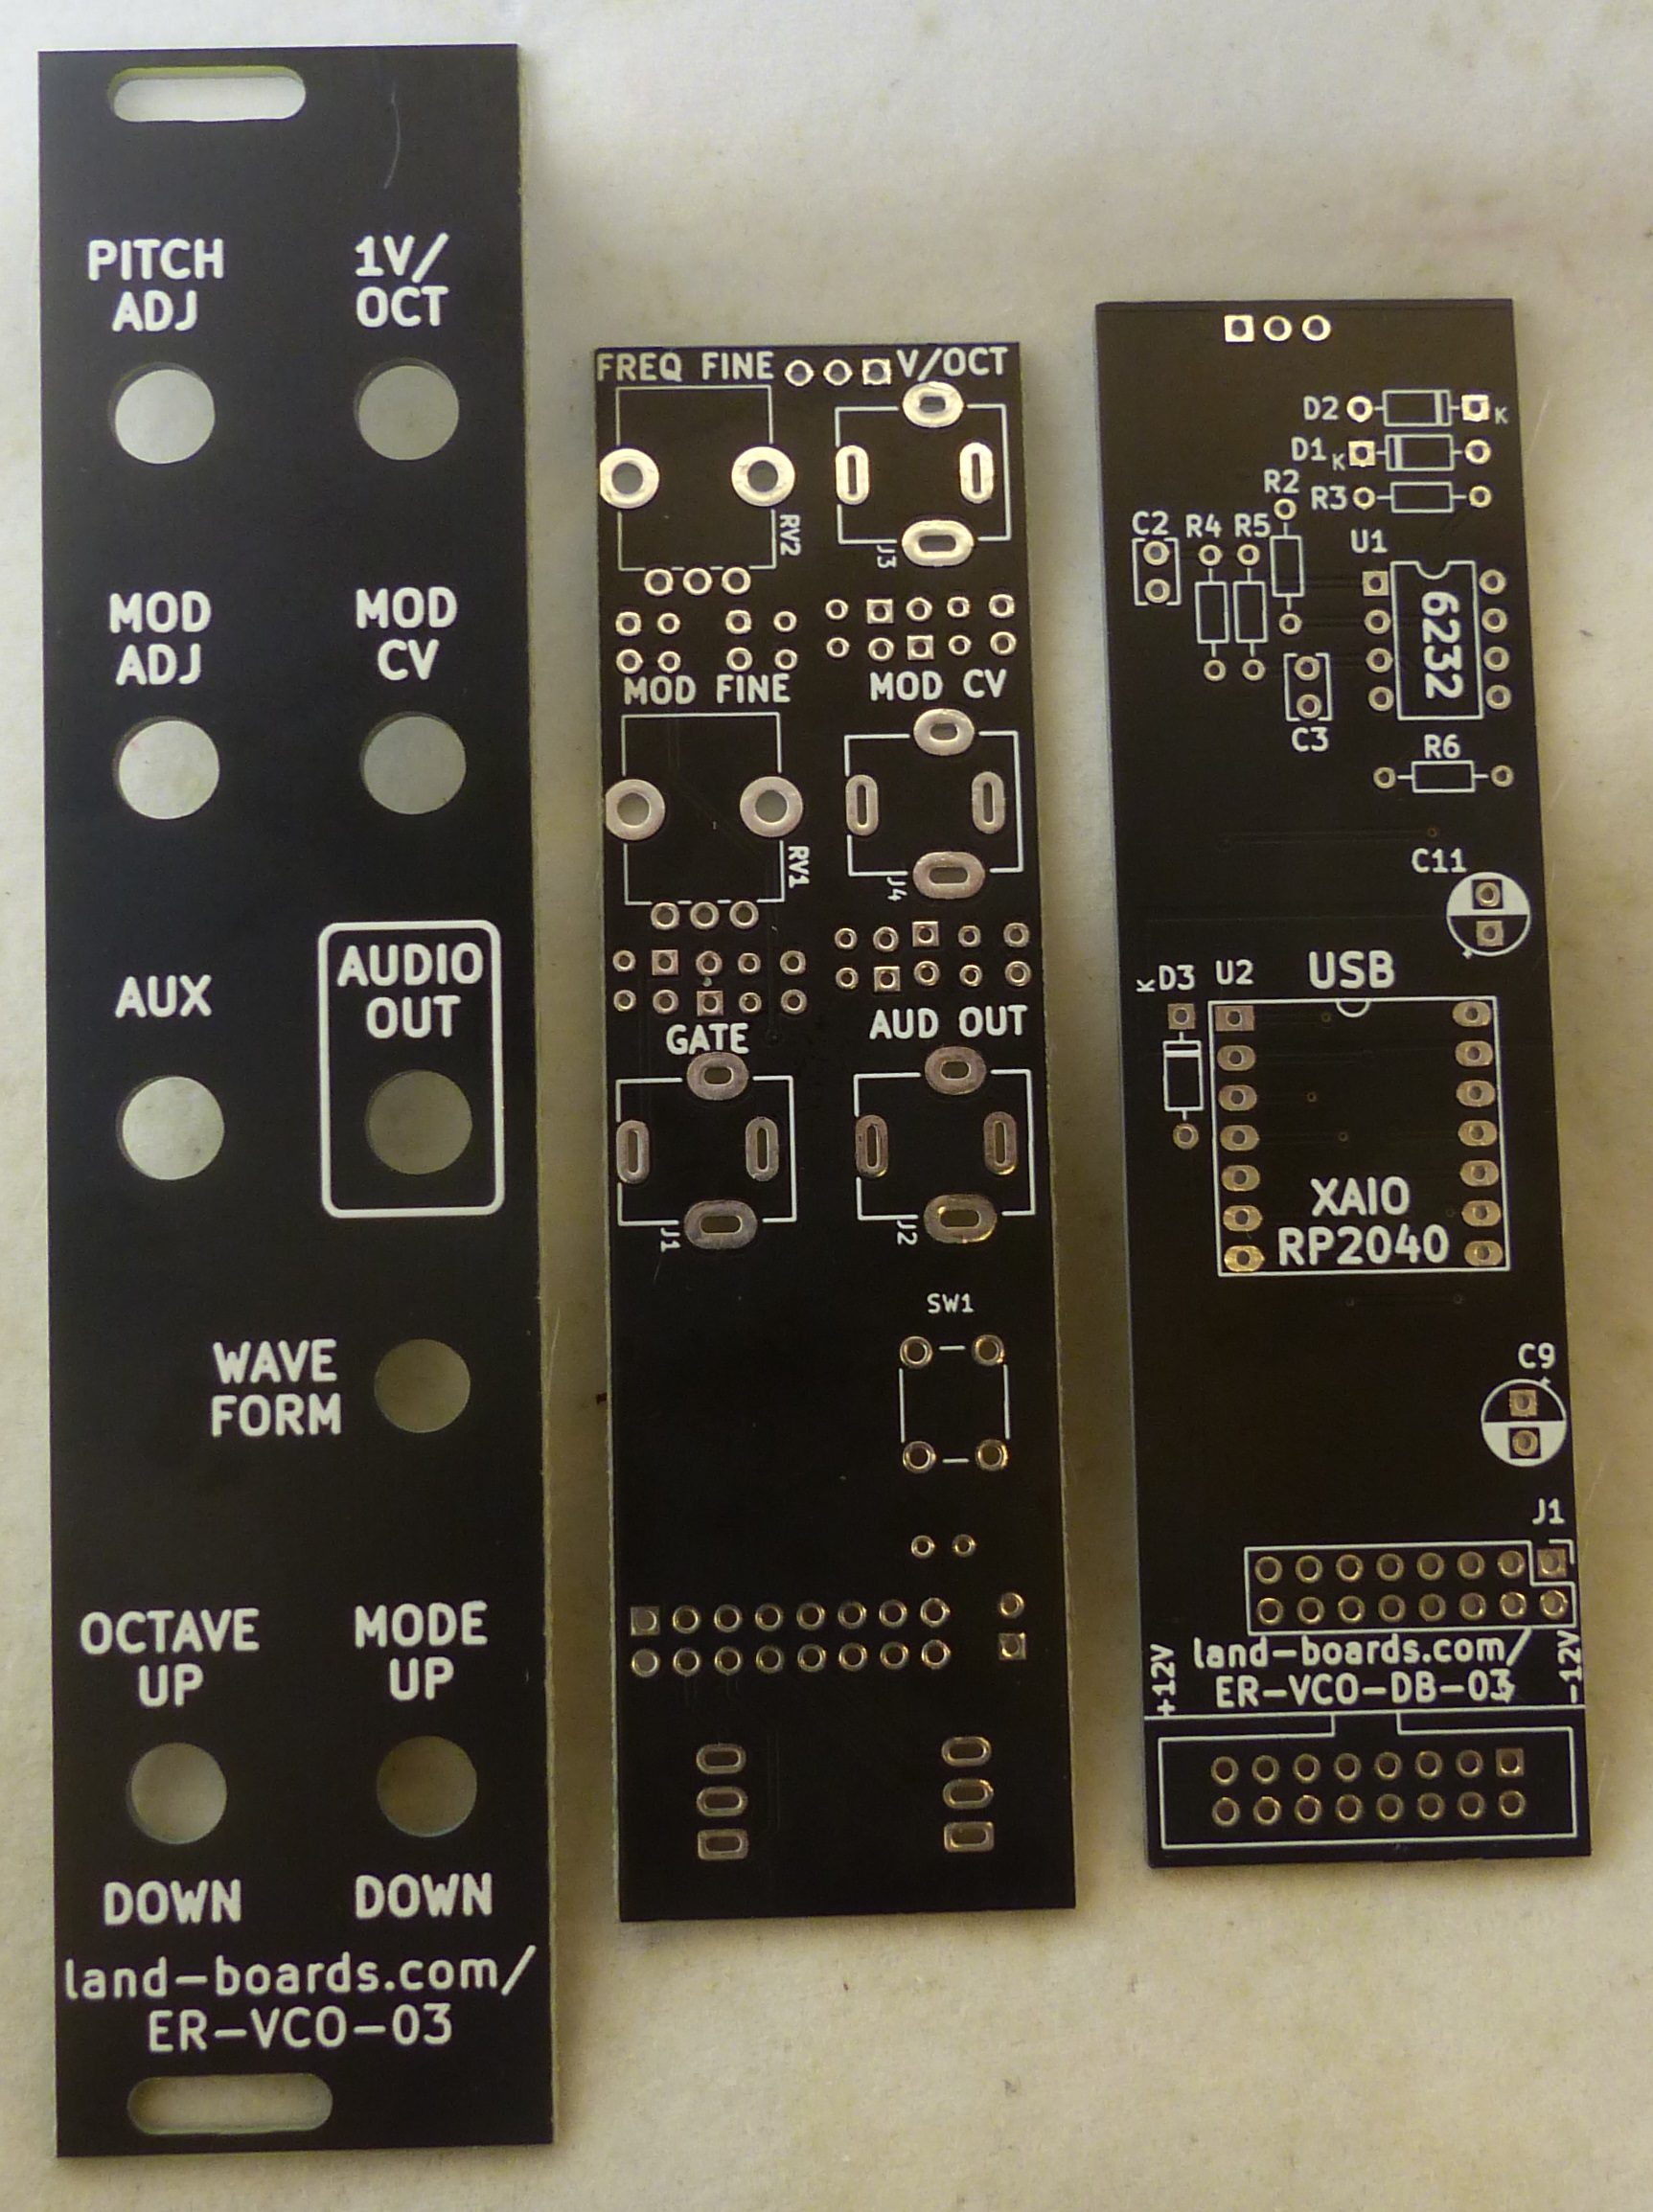 PITCH
ADJ
1V/
OCT
MOD
ADJ
MOD
CV
AUX
AUDIO
OUT
WAVE
FORM
OCTAVE
UP
MODE
UP
DOWN
DOWN
land-boards.com/
ER-VCO-03
FREQ FINE
V/OCT
RV2
J3
MOD FINE
MOD CV
RV1
J4
GATE
AUD OUT
J1
J2
SW1
D2
K
D1
K
R2
R3
C2
R4
R5
U1
6232
C3
R6
C11
K
D3
U2
USB
XAIO
RP2040
C9
+
J1
+12V
land-boards.com/
ER-VCO-DB-03
-12V